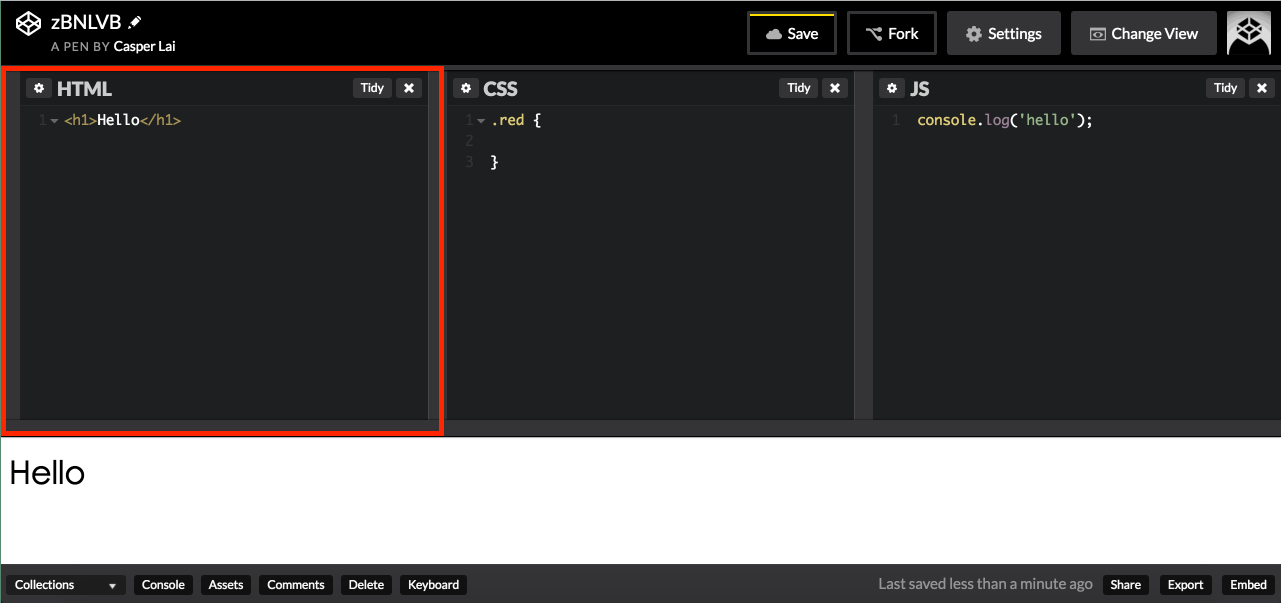 zBNLVB
A PEN BY Casper Lai
Save
Fork
Settings
Change View
HTML
Tidy
1 <h1>Hello</h1>
CSS
Tidy
1 .red {
2
3 }
JS
Tidy
1 console.log('hello');
Hello
Collections
Console
Assets
Comments
Delete
Keyboard
Last saved less than a minute ago
Share
Export
Embed